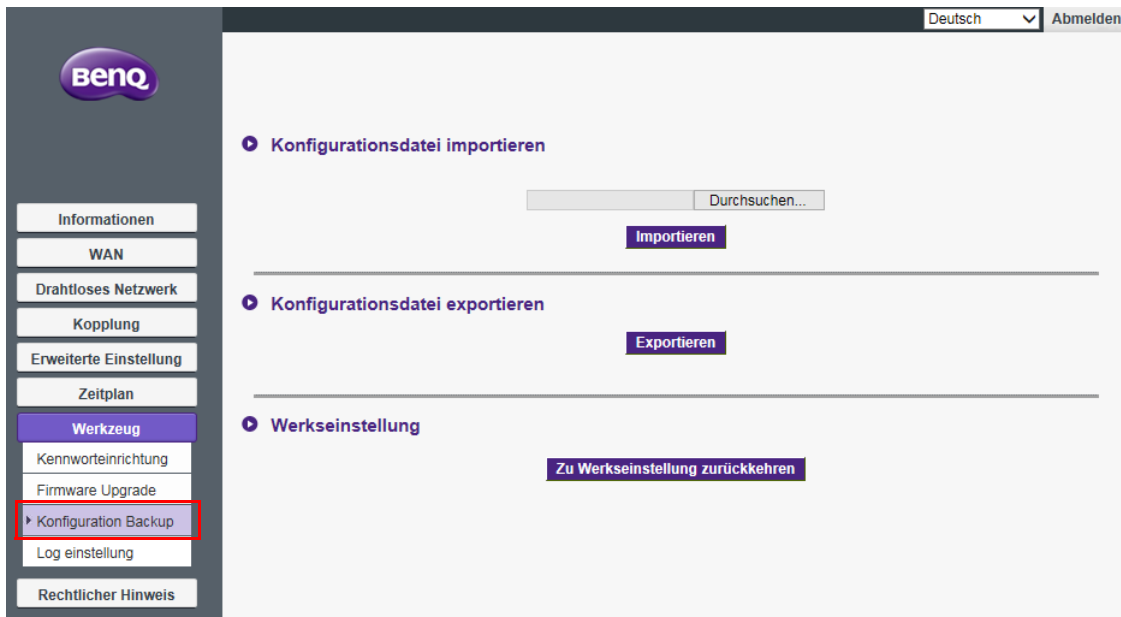 Deutsch Abmelden
BenQ
Informationen
WAN
Drahtloses Netzwerk
Kopplung
Erweiterte Einstellung
Zeitplan
Werkzeug
Kennworteinrichtung
Firmware Upgrade
Konfiguration Backup
Log einstellung
Rechtlicher Hinweis
Konfigurationsdatei importieren
Durchsuchen...
Importieren
Konfigurationsdatei exportieren
Exportieren
Werkseinstellung
Zu Werkseinstellung zurückkehren